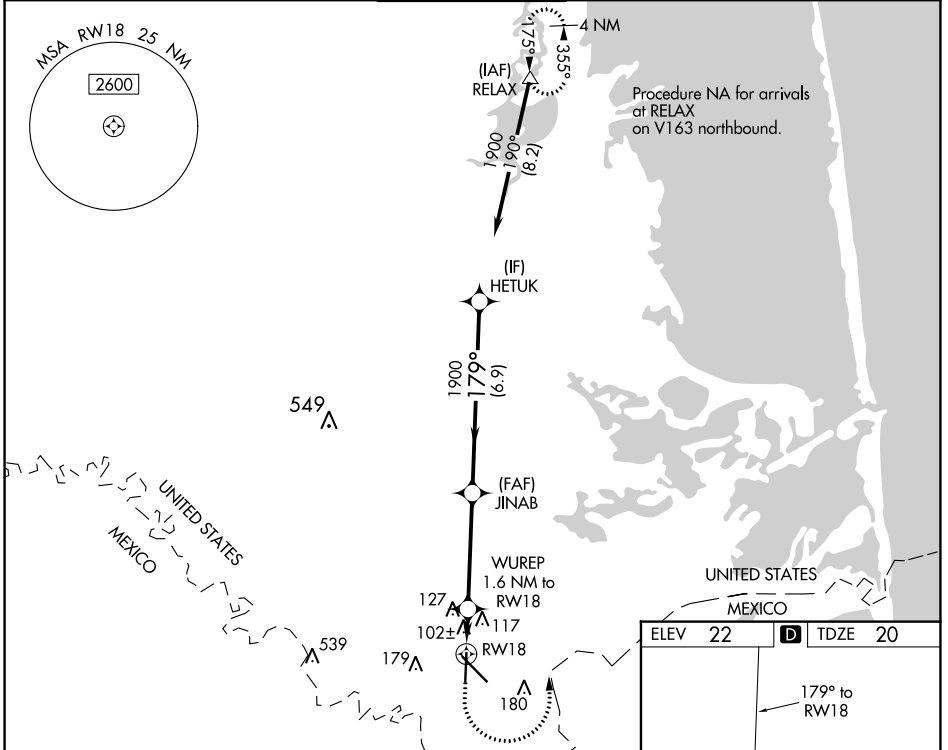 MSA RW18 25 NM
2600
4 NM
175°
355°
(IAF)
RELAX
Procedure NA for arrivals
at RELAX
on V163 northbound.
1900
190°
(8.2)
(IF)
HETUK
1900
179°
(6.9)
549
(FAF)
JINAB
UNITED STATES
MEXICO
WUREP
1.6 NM to
RW18
127
117
102±
RW18
539
179
180
UNITED STATES
MEXICO
ELEV 22 D TDZE 20
179° to
RW18